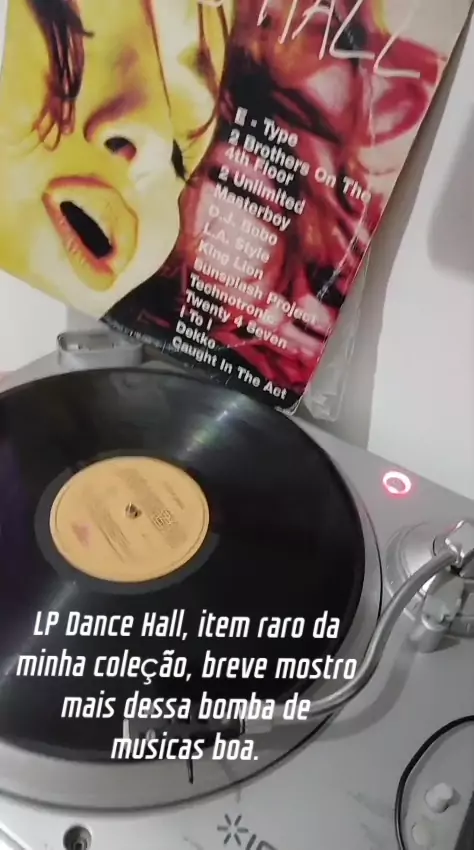 HALL
E - Type
2 Brothers On The
4th Floor
2 Unlimited
Masterboy
D.J. Bobo
L.A. Style
King Lion
Sunsplash Project
Technotronic
Twenty 4 Seven
I To I
Dekko
Caught In The Act
LP Dance Hall, item raro da
minha coleção, breve mostro
mais dessa bomba de
musicas boa.